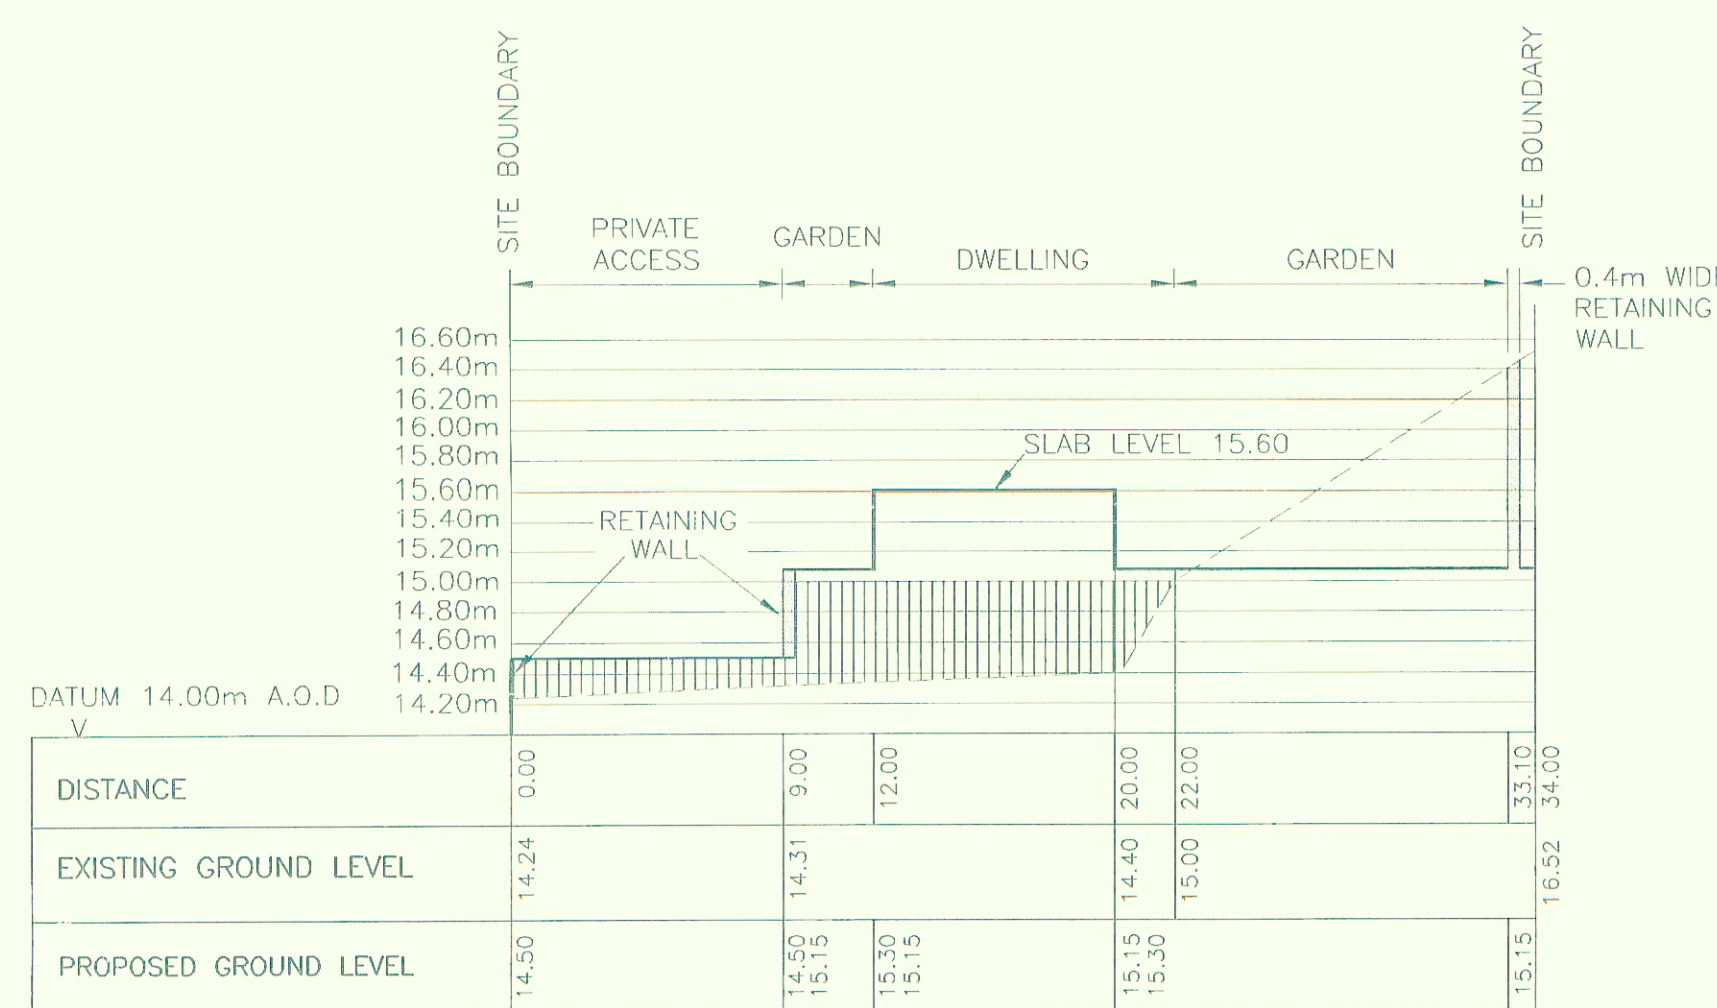 SITE BOUNDARY
SITE BOUNDARY
PRIVATE
ACCESS
GARDEN
DWELLING
GARDEN
0.4m WIDE
RETAINING
WALL
16.60m
16.40m
16.20m
16.00m
15.80m
15.60m
15.40m
15.20m
15.00m
14.80m
14.60m
14.40m
14.20m
SLAB LEVEL 15.60
RETAINING
WALL
DATUM 14.00m A.O.D
V
DISTANCE
0.00
9.00
12.00
20.00
22.00
33.10
34.00
EXISTING GROUND LEVEL
14.24
14.31
14.40
15.00
16.52
PROPOSED GROUND LEVEL
14.50
14.50
15.15
15.30
15.15
15.15
15.30
15.15